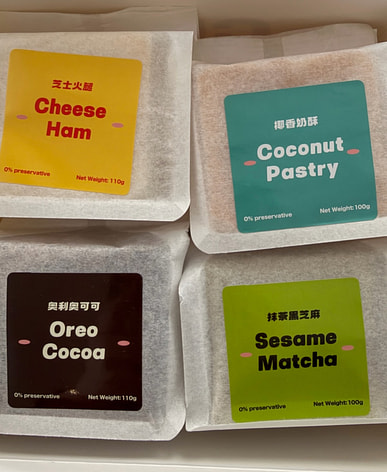 芝士火腿
Cheese
Ham
0% preservative
Net Weight: 110g
椰香奶酥
Coconut
Pastry
0% preservative
Net Weight: 100g
奥利奥可可
Oreo
Cocoa
0% preservative
Net Weight: 110g
抹茶黑芝麻
Sesame
Matcha
0% preservative
Net Weight: 100g